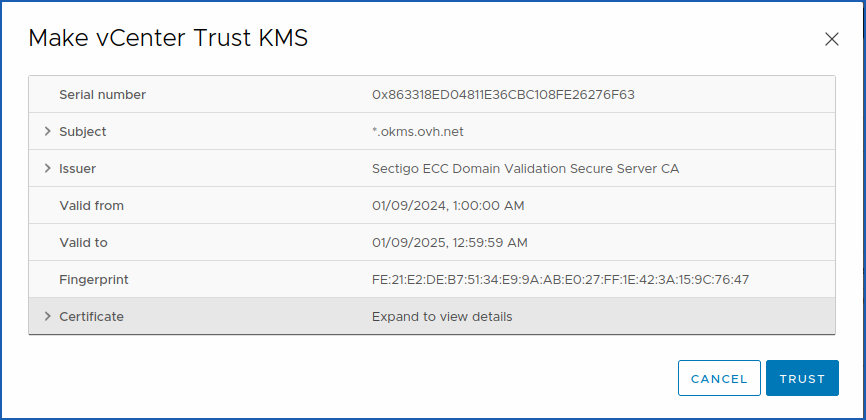 Make vCenter Trust KMS
Serial number 0x863318ED04811E36CBC108FE26276F63
Subject *.okms.ovh.net
Issuer Sectigo ECC Domain Validation Secure Server CA
Valid from 01/09/2024, 1:00:00 AM
Valid to 01/09/2025, 12:59:59 AM
Fingerprint FE:21:E2:DE:B7:51:34:E9:9A:AB:E0:27:FF:1E:42:3A:15:9C:76:47
Certificate Expand to view details
CANCEL TRUST